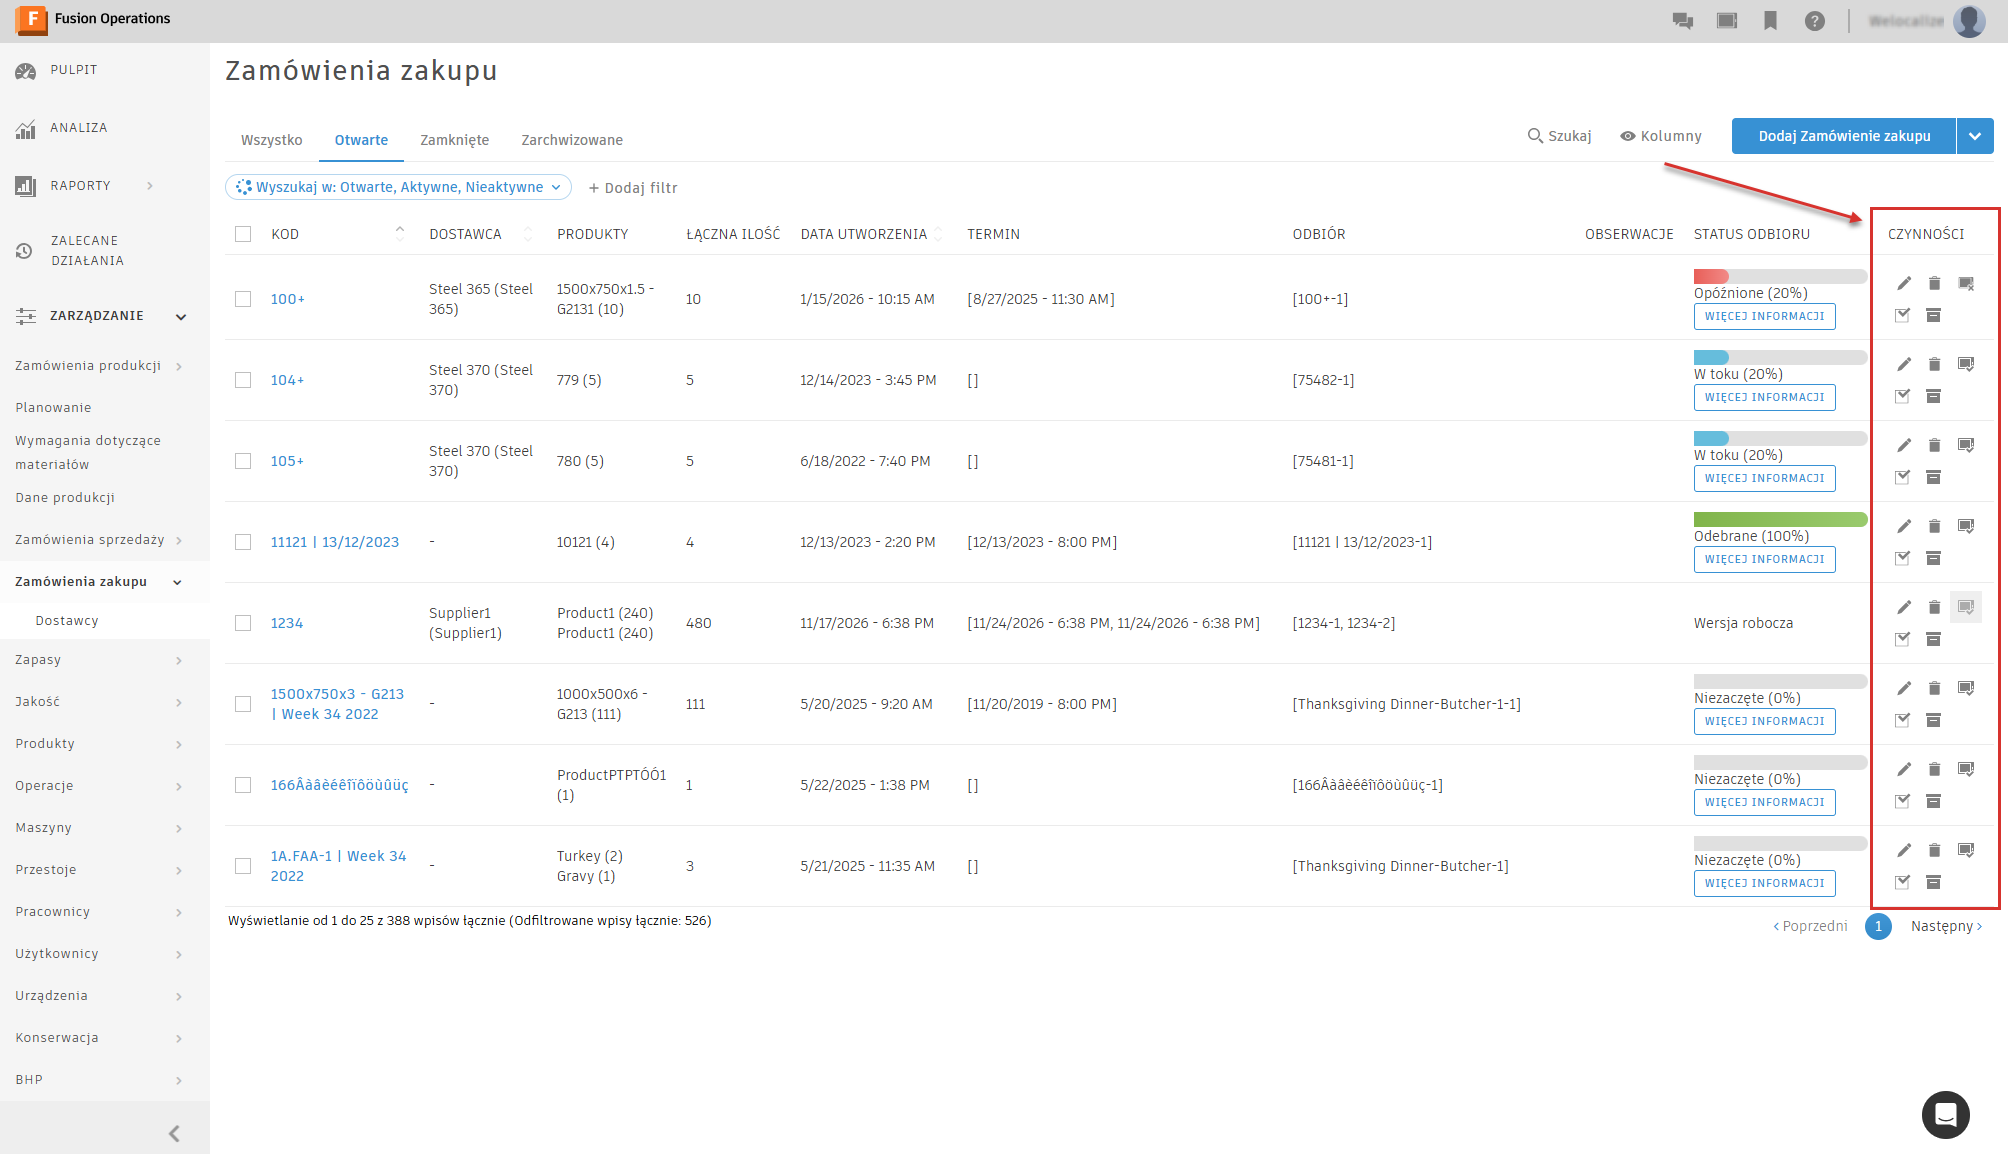 F Fusion Operations
PULPIT
ANALIZA
RAPORTY
ZALECANE
DZIAŁANIA
ZARZĄDZANIE
Zamówienia produkcji
Planowanie
Wymagania dotyczące
materiałów
Dane produkcji
Zamówienia sprzedaży
Zamówienia zakupu
Dostawcy
Zapasy
Jakość
Produkty
Operacje
Maszyny
Przestoje
Pracownicy
Użytkownicy
Urządzenia
Konserwacja
BHP
Zamówienia zakupu
Wszystko Otwarte Zamknięte Zarchwizowane
Szukaj Kolumny Dodaj Zamówienie zakupu
Wyszukaj w: Otwarte, Aktywne, Nieaktywne + Dodaj filtr
KOD DOSTAWCA PRODUKTY ŁĄCZNA ILOŚĆ DATA UTWORZENIA TERMIN ODBIÓR OBSERWACJE STATUS ODBIORU CZYNNOŚCI
100+ Steel 365 (Steel 1500x750x1.5 - 10 1/15/2026 - 10:15 AM [8/27/2025 - 11:30 AM] [100+-1] Opóźnione (20%)
365) G2131 (10) WIĘCEJ INFORMACJI
104+ Steel 370 (Steel 779 (5) 5 12/14/2023 - 3:45 PM [] [75482-1] W toku (20%)
370) WIĘCEJ INFORMACJI
105+ Steel 370 (Steel 780 (5) 5 6/18/2022 - 7:40 PM [] [75481-1] W toku (20%)
370) WIĘCEJ INFORMACJI
11121 | 13/12/2023 - 10121 (4) 4 12/13/2023 - 2:20 PM [12/13/2023 - 8:00 PM] [11121 | 13/12/2023-1] Odebrane (100%)
WIĘCEJ INFORMACJI
1234 Supplier1 Product1 (240) 480 11/17/2026 - 6:38 PM [11/24/2026 - 6:38 PM, 11/24/2026 - 6:38 PM] [1234-1, 1234-2] Wersja robocza
(Supplier1) Product1 (240)
1500x750x3 - G213 - 1000x500x6 - 111 5/20/2025 - 9:20 AM [11/20/2019 - 8:00 PM] [Thanksgiving Dinner-Butcher-1-1] Niezaczęte (0%)
| Week 34 2022 G213 (111) WIĘCEJ INFORMACJI
166Âàâèéêîïôöùûüç - ProductPTPTÓÓ1 1 5/22/2025 - 1:38 PM [] [166Âàâèéêîïôöùûüç-1] Niezaczęte (0%)
(1) WIĘCEJ INFORMACJI
1A.FAA-1 | Week 34 - Turkey (2) 3 5/21/2025 - 11:35 AM [] [Thanksgiving Dinner-Butcher-1] Niezaczęte (0%)
2022 Gravy (1) WIĘCEJ INFORMACJI
Wyświetlanie od 1 do 25 z 388 wpisów łącznie (Odfiltrowane wpisy łącznie: 526)
Poprzedni 1 Następny